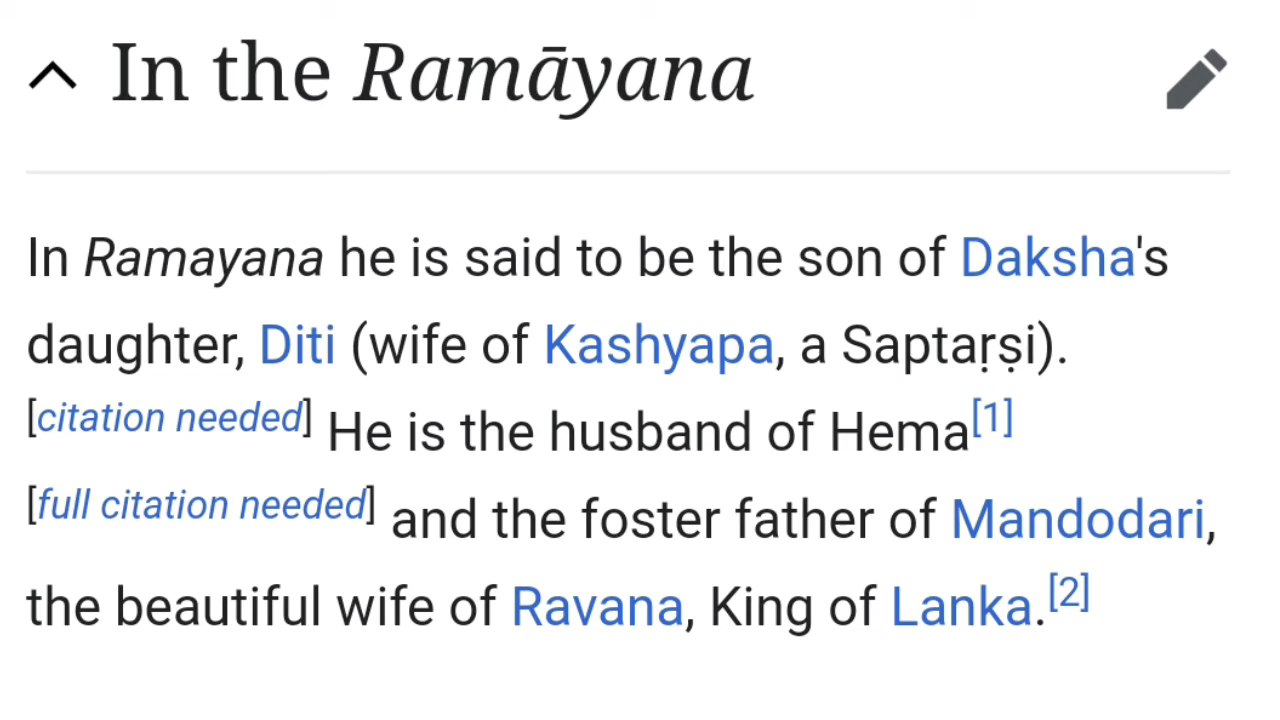 In the Ramāyana
In Ramayana he is said to be the son of Daksha's
daughter, Diti (wife of Kashyapa, a Saptaṛṣi).
[citation needed] He is the husband of Hema[1]
[full citation needed] and the foster father of Mandodari,
the beautiful wife of Ravana, King of Lanka.[2]